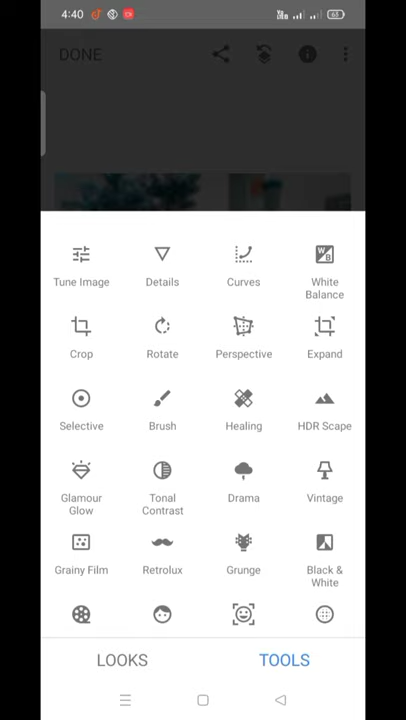 4:40
63
DONE
Tune Image
Details
Curves
White
Balance
Crop
Rotate
Perspective
Expand
Selective
Brush
Healing
HDR Scape
Glamour
Glow
Tonal
Contrast
Drama
Vintage
Grainy Film
Retrolux
Grunge
Black &
White
LOOKS
TOOLS